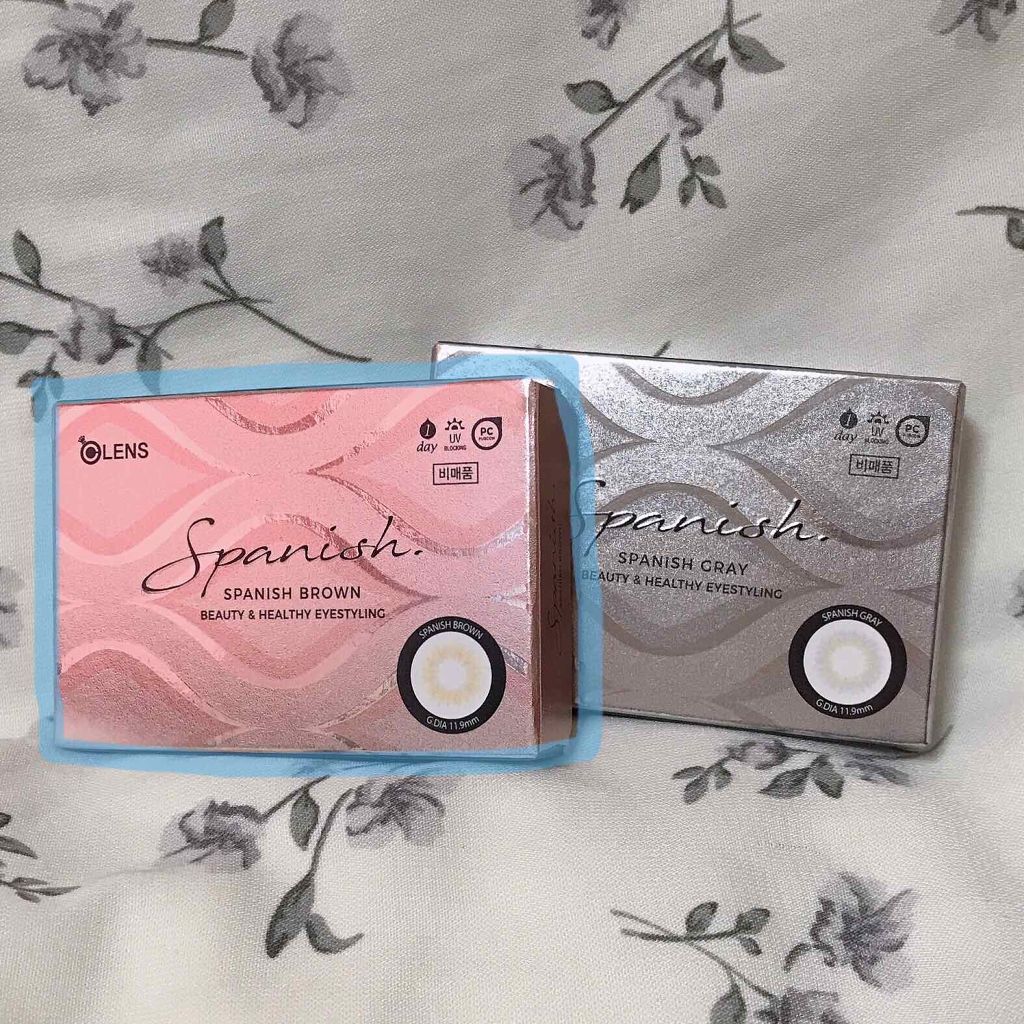 OLENS
1 day
UV BLOCKING
PC
비매품
Spanish.
SPANISH BROWN
BEAUTY & HEALTHY EYESTYLING
SPANISH BROWN
G.DIA 11.9mm
Spanish.
1 day
UV BLOCKING
PC
비매품
Spanish.
SPANISH GRAY
BEAUTY & HEALTHY EYESTYLING
SPANISH GRAY
G.DIA 11.9mm